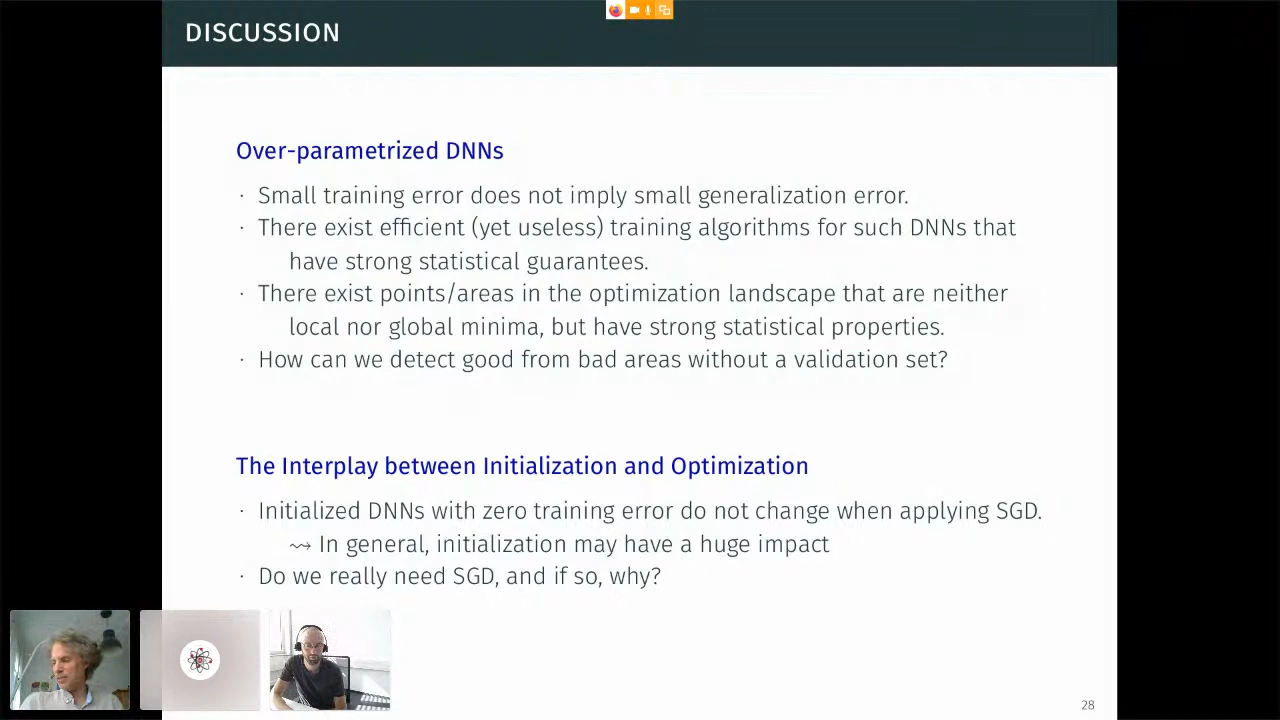 DISCUSSION
Over-parametrized DNNs
· Small training error does not imply small generalization error.
· There exist efficient (yet useless) training algorithms for such DNNs that
have strong statistical guarantees.
· There exist points/areas in the optimization landscape that are neither
local nor global minima, but have strong statistical properties.
· How can we detect good from bad areas without a validation set?
The Interplay between Initialization and Optimization
· Initialized DNNs with zero training error do not change when applying SGD.
⇝ In general, initialization may have a huge impact
· Do we really need SGD, and if so, why?
28